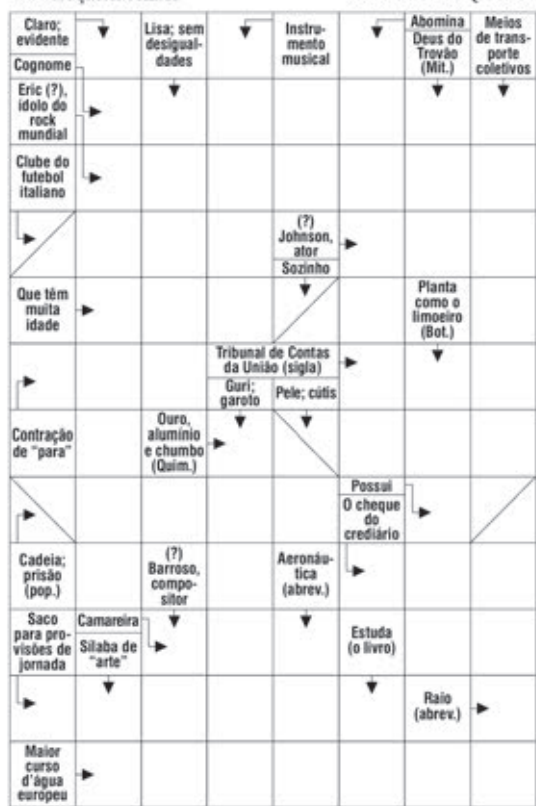 Claro;
evidente
Cognome
Lisa; sem
desigual-
dades
Instru-
mento
musical
Abomina
Deus do
Trovão
(Mit.)
Meios
de trans-
porte
coletivos
Eric (?),
ídolo do
rock
mundial
Clube do
futebol
italiano
(?)
Johnson,
ator
Sozinho
Que têm
muita
idade
Planta
como o
limoeiro
(Bot.)
Tribunal de Contas
da União (sigla)
Guri;
garoto
Pele; cútis
Contração
de "para"
Ouro,
alumínio
e chumbo
(Quím.)
Possui
O cheque
do
crediário
Cadeia;
prisão
(pop.)
(?)
Barroso,
compo-
sitor
Aeronáu-
tica
(abrev.)
Saco
para pro-
visões de
jornada
Camareira
Sílaba de
"arte"
Estuda
(o livro)
Raio
(abrev.)
Maior
curso
d'água
europeu